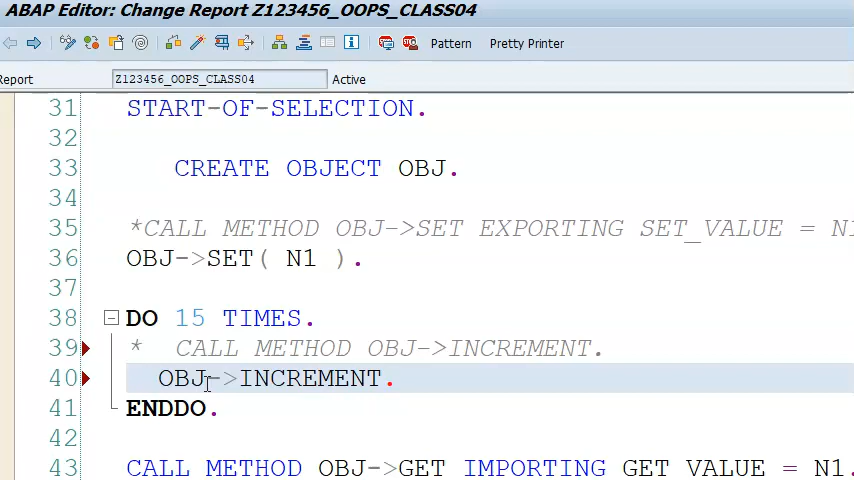 ABAP Editor: Change Report Z123456_OOPS_CLASS04
Pattern Pretty Printer
Report Z123456_OOPS_CLASS04 Active
31 START-OF-SELECTION.
32
33 CREATE OBJECT OBJ.
34
35 *CALL METHOD OBJ->SET EXPORTING SET_VALUE = N1
36 OBJ->SET( N1 ).
37
38 DO 15 TIMES.
39 * CALL METHOD OBJ->INCREMENT.
40 OBJ->INCREMENT.
41 ENDDO.
42
43 CALL METHOD OBJ->GET IMPORTING GET_VALUE = N1.